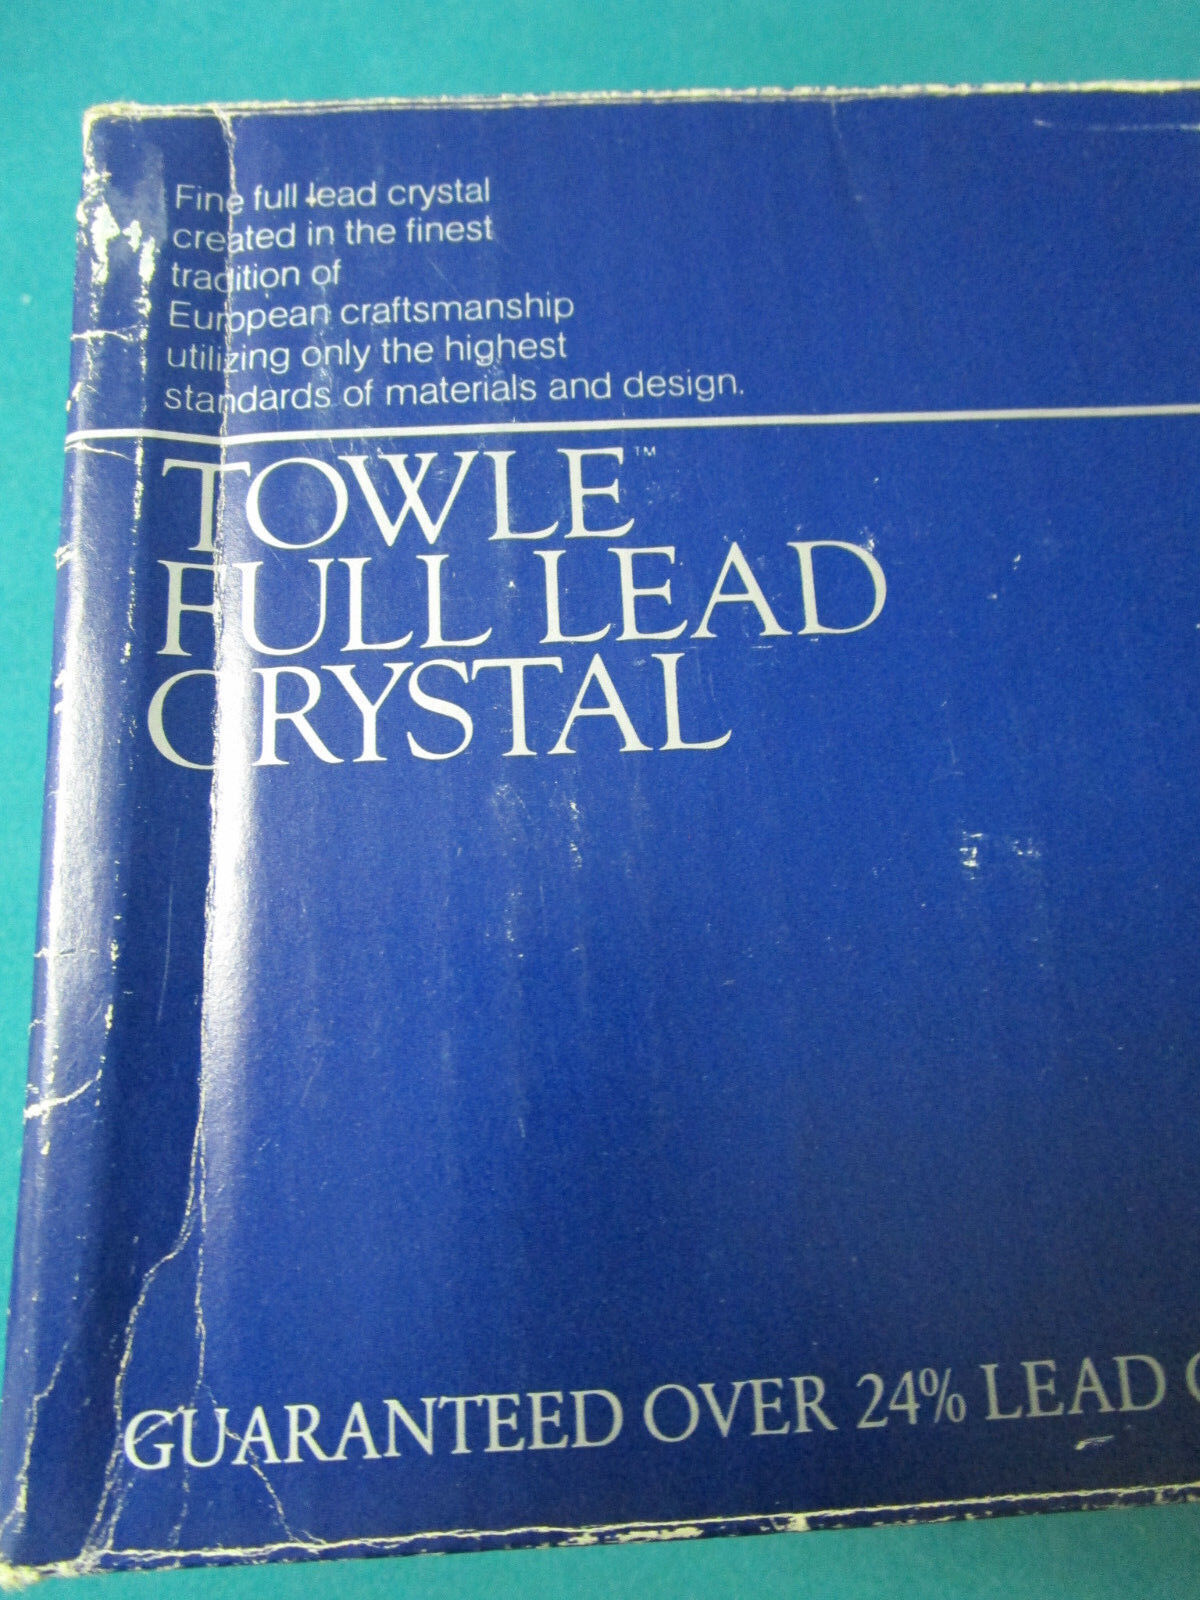 Fine full lead crystal
created in the finest
tradition of
European craftsmanship
utilizing only the highest
standards of materials and design.
TOWLE™
FULL LEAD
CRYSTAL
GUARANTEED OVER 24% LEAD